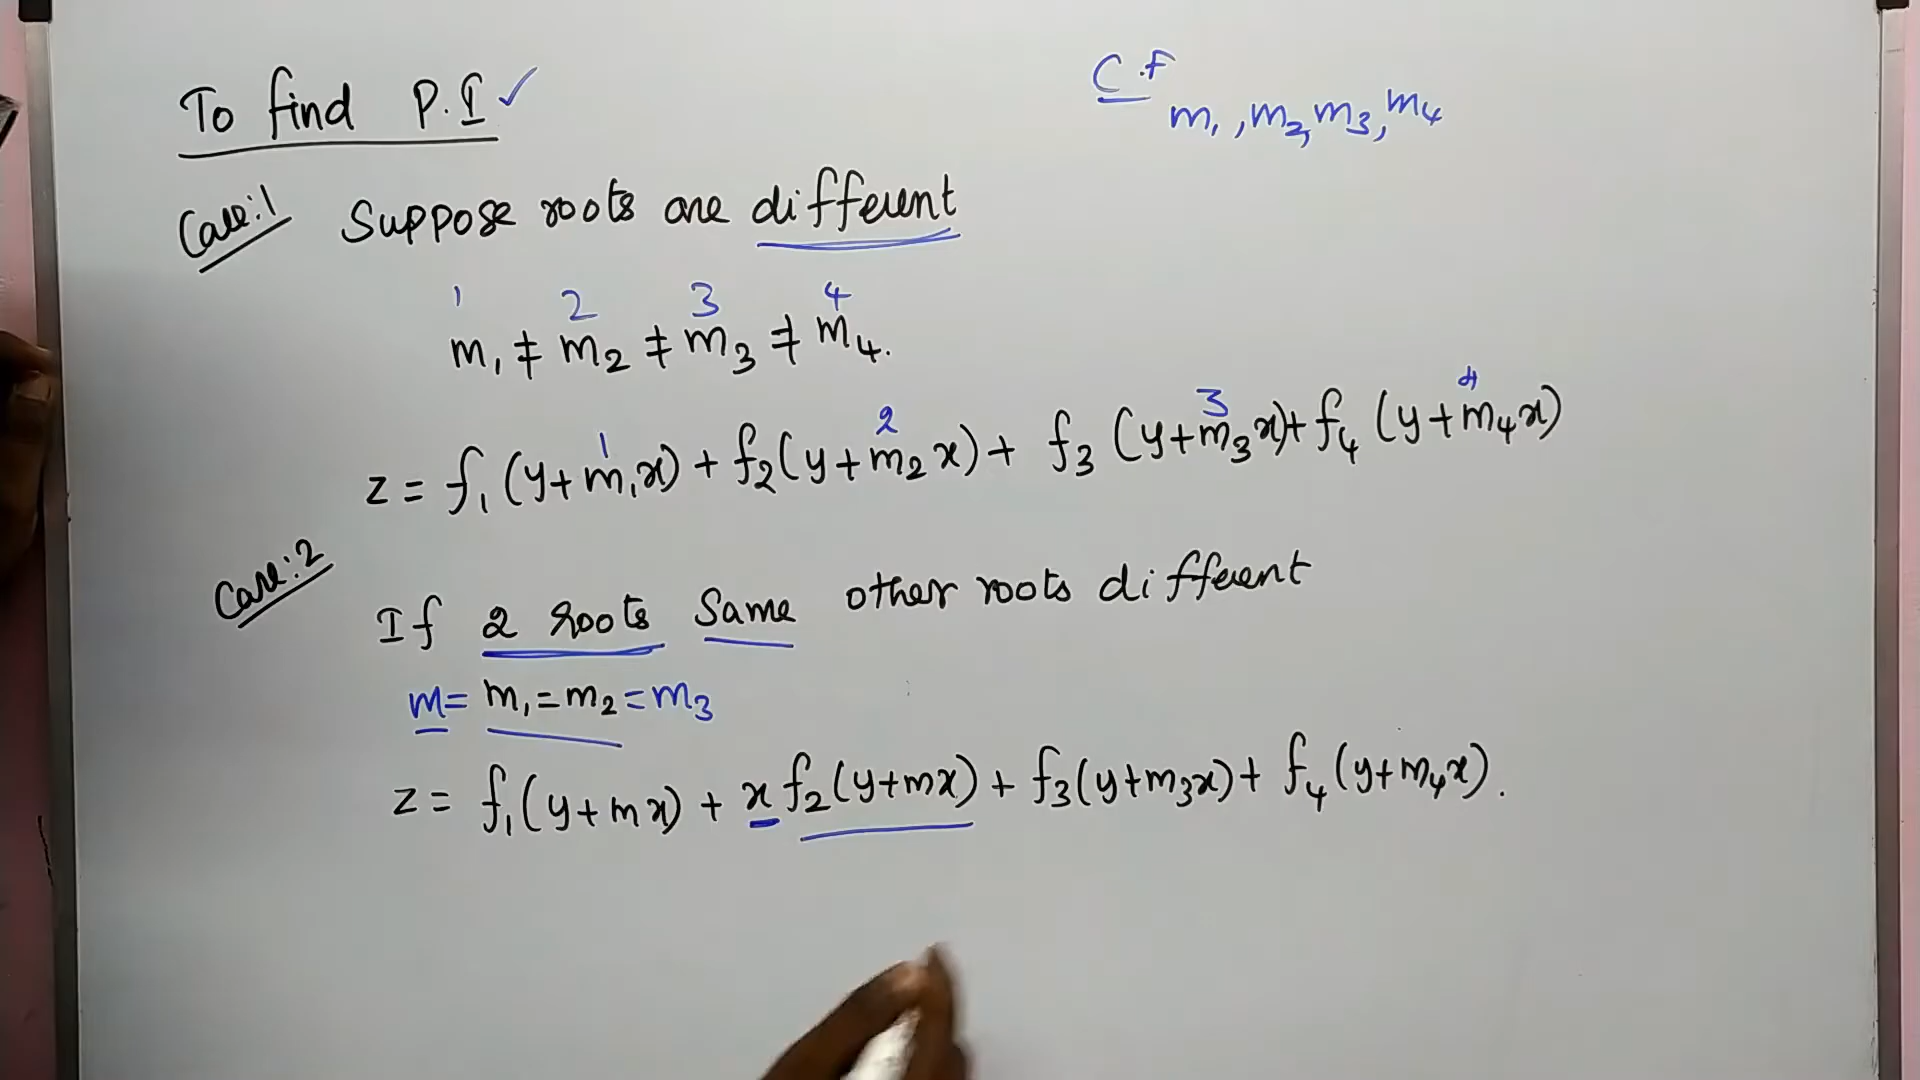 To find P.I ✓
C.F
m₁, m₂, m₃, m₄
Case:1 Suppose roots are different
1 2 3 4
m₁ ≠ m₂ ≠ m₃ ≠ m₄.
1 2 3 4
z = f₁(y+m₁x) + f₂(y+m₂x) + f₃(y+m₃x) + f₄(y+m₄x)
Case:2
If 2 roots Same other roots different
m = m₁ = m₂ = m₃
z = f₁(y+mx) + x f₂(y+mx) + f₃(y+m₃x) + f₄(y+m₄x).